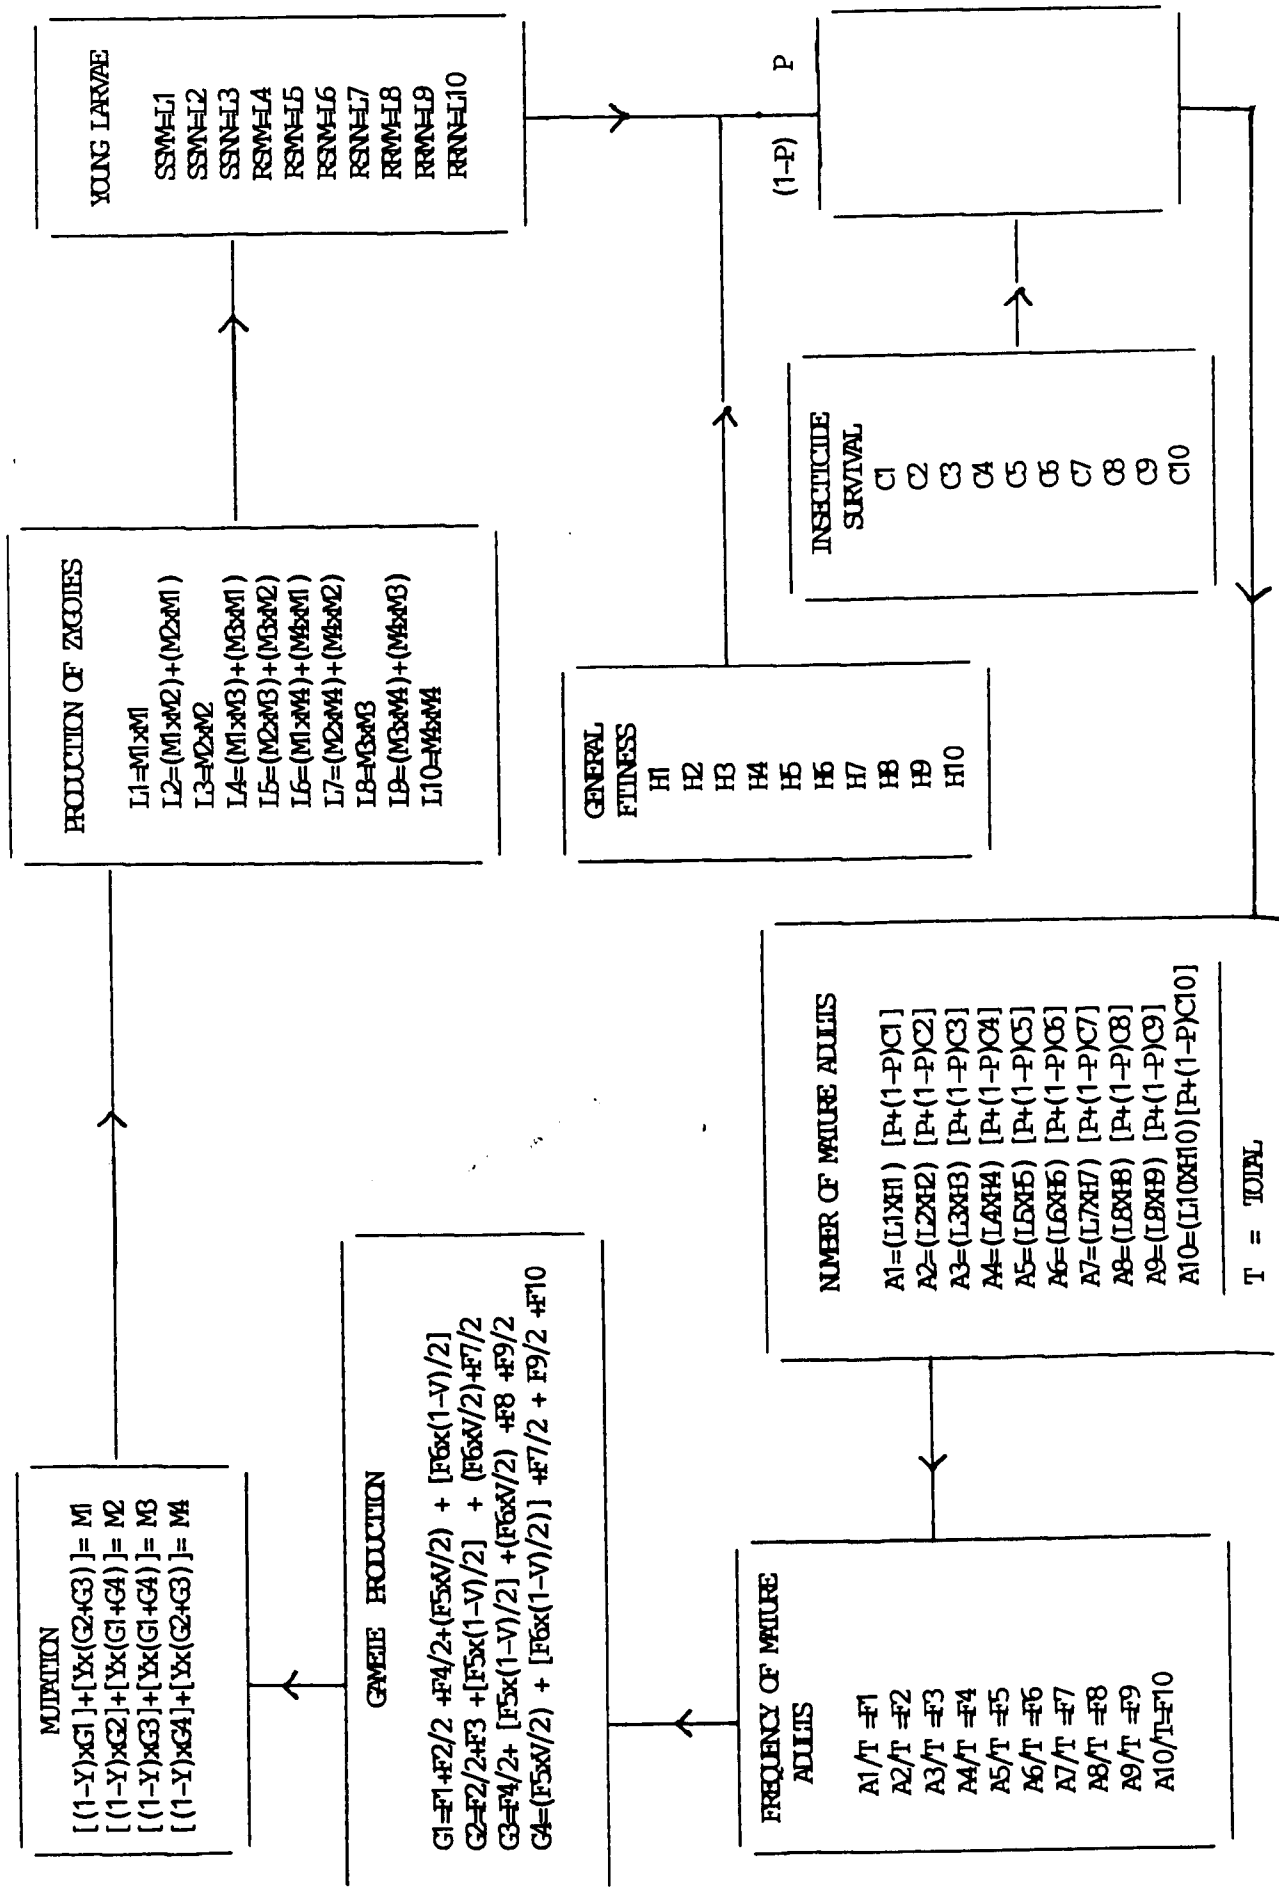 MUTATION
[(1-Y)xG1]+[Yx(G2+G3)]= M1
[(1-Y)xG2]+[Yx(G1+G4)]= M2
[(1-Y)xG3]+[Yx(G1+G4)]= M3
[(1-Y)xG4]+[Yx(G2+G3)]= M4
PRODUCTION OF ZYGOTES
L1=M1xM1
L2=(M1xM2)+(M2xM1)
L3=M2xM2
L4=(M1xM3)+(M3xM1)
L5=(M2xM3)+(M3xM2)
L6=(M1xM4)+(M4xM1)
L7=(M2xM4)+(M4xM2)
L8=M3xM3
L9=(M3xM4)+(M4xM3)
L10=M4xM4
YOUNG LARVAE
SSMM=L1
SSMN=L2
SSNN=L3
RSMM=L4
RSMN=L5
RSNM=L6
RSNN=L7
RRMM=L8
RRMN=L9
RRNN=L10
GAMETE PRODUCTION
G1=F1+F2/2 +F4/2+(F5xV/2) + [F6x(1-V)/2]
G2=F2/2+F3 +[F5x(1-V)/2] + (F6xV/2)+F7/2
G3=F4/2+ [F5x(1-V)/2] +(F6xV/2) +F8 +F9/2
G4=(F5xV/2) + [F6x(1-V)/2)] +F7/2 + F9/2 +F10
GENERAL
FITNESS
H1
H2
H3
H4
H5
H6
H7
H8
H9
H10
(1-P) P
INSECTICIDE
SURVIVAL
C1
C2
C3
C4
C5
C6
C7
C8
C9
C10
FREQUENCY OF MATURE
ADULTS
A1/T =F1
A2/T =F2
A3/T =F3
A4/T =F4
A5/T =F5
A6/T =F6
A7/T =F7
A8/T =F8
A9/T =F9
A10/T=F10
NUMBER OF MATURE ADULTS
A1=(L1XH1) [P+(1-P)C1]
A2=(L2XH2) [P+(1-P)C2]
A3=(L3XH3) [P+(1-P)C3]
A4=(L4XH4) [P+(1-P)C4]
A5=(L5XH5) [P+(1-P)C5]
A6=(L6XH6) [P+(1-P)C6]
A7=(L7XH7) [P+(1-P)C7]
A8=(L8XH8) [P+(1-P)C8]
A9=(L9XH9) [P+(1-P)C9]
A10=(L10XH10)[P+(1-P)C10]
T = TOTAL